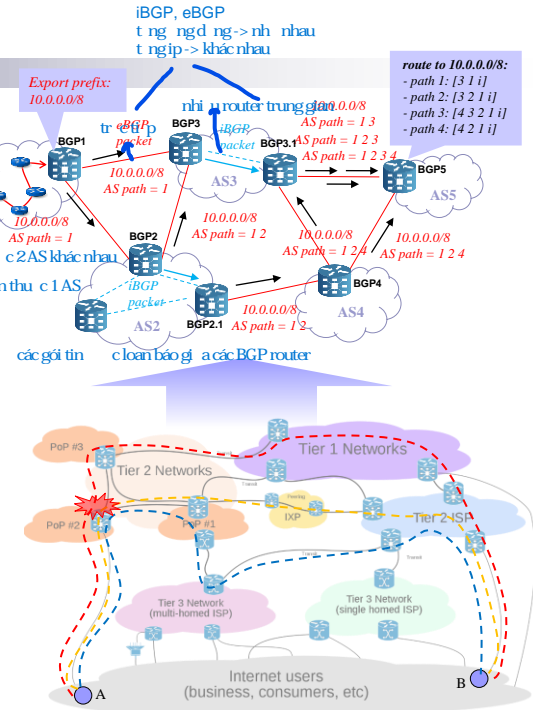 iBGP, eBGP
t ng ng d ng -> nh nhau
t ng ip -> khác nhau
Export prefix:
10.0.0.0/8
route to 10.0.0.0/8:
- path 1: [3 1 i]
- path 2: [3 2 1 i]
- path 3: [4 3 2 1 i]
- path 4: [4 2 1 i]
nhi u router trung gian
10.0.0.0/8
AS path = 1 3
AS path = 1 2 3
AS path = 1 2 3 4
eBGP
packet
iBGP
packet
BGP1
BGP3
BGP3.1
BGP5
10.0.0.0/8
AS path = 1
AS3
AS5
10.0.0.0/8
AS path = 1
10.0.0.0/8
AS path = 1 2
10.0.0.0/8
AS path = 1 2 4
10.0.0.0/8
AS path = 1 2 4
c 2 AS khác nhau
BGP2
n thu c 1 AS
iBGP
packet
BGP4
BGP2.1
10.0.0.0/8
AS path = 1 2
AS2
AS4
các gói tin c loan báo gi a các BGP router
PoP #3
Tier 2 Networks
Tier 1 Networks
Transit
Peering
PoP #2
PoP #1
IXP
Tier 2 ISP
Transit
Transit
Tier 3 Network
(multi-homed ISP)
Tier 3 Network
(single homed ISP)
Internet users
(business, consumers, etc)
A
B